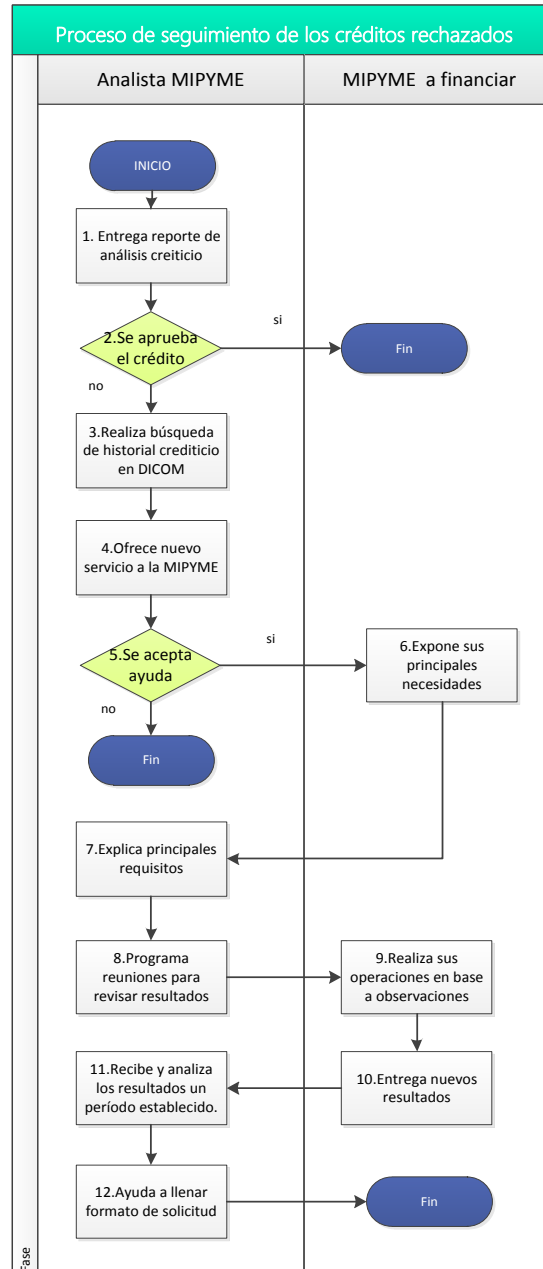 Proceso de seguimiento de los créditos rechazados
Analista MIPYME
MIPYME a financiar
INICIO
1. Entrega reporte de
análisis creiticio
2.Se aprueba
el crédito
si
Fin
no
3.Realiza búsqueda
de historial crediticio
en DICOM
4.Ofrece nuevo
servicio a la MIPYME
5.Se acepta
ayuda
si
6.Expone sus
principales
necesidades
no
Fin
7.Explica principales
requisitos
8.Programa
reuniones para
revisar resultados
9.Realiza sus
operaciones en base
a observaciones
10.Entrega nuevos
resultados
11.Recibe y analiza
los resultados un
período establecido.
12.Ayuda a llenar
formato de solicitud
Fin
Fase